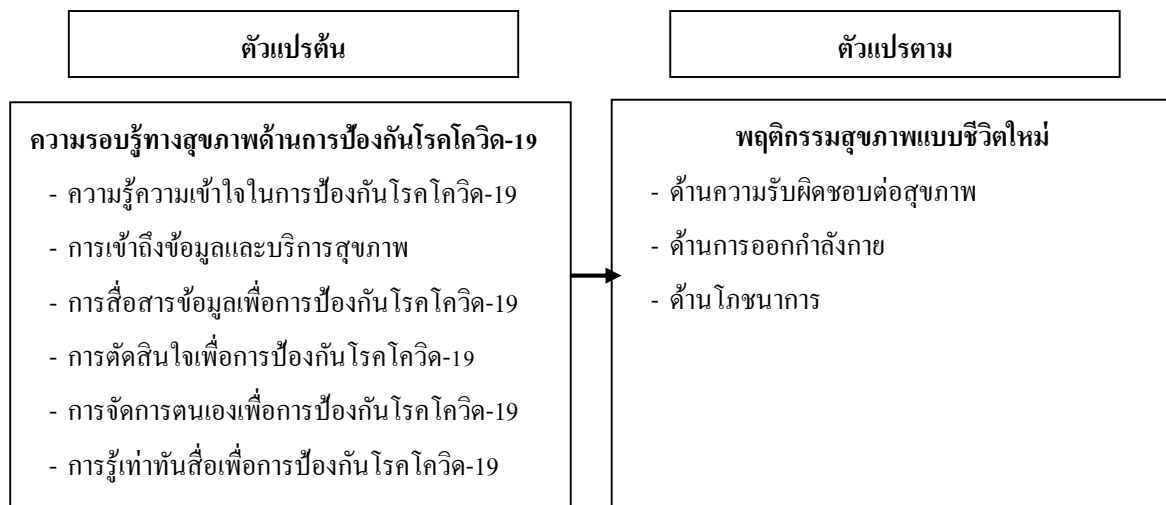 ตัวแปรต้น
ตัวแปรตาม
ความรอบรู้ทางสุขภาพด้านการป้องกันโรคโควิด-19
- ความรู้ความเข้าใจในการป้องกันโรคโควิด-19
- การเข้าถึงข้อมูลและบริการสุขภาพ
- การสื่อสารข้อมูลเพื่อการป้องกันโรคโควิด-19
- การตัดสินใจเพื่อการป้องกันโรคโควิด-19
- การจัดการตนเองเพื่อการป้องกันโรคโควิด-19
- การรู้เท่าทันสื่อเพื่อการป้องกันโรคโควิด-19
พฤติกรรมสุขภาพแบบชีวิตใหม่
- ด้านความรับผิดชอบต่อสุขภาพ
- ด้านการออกกำลังกาย
- ด้านโภชนาการ